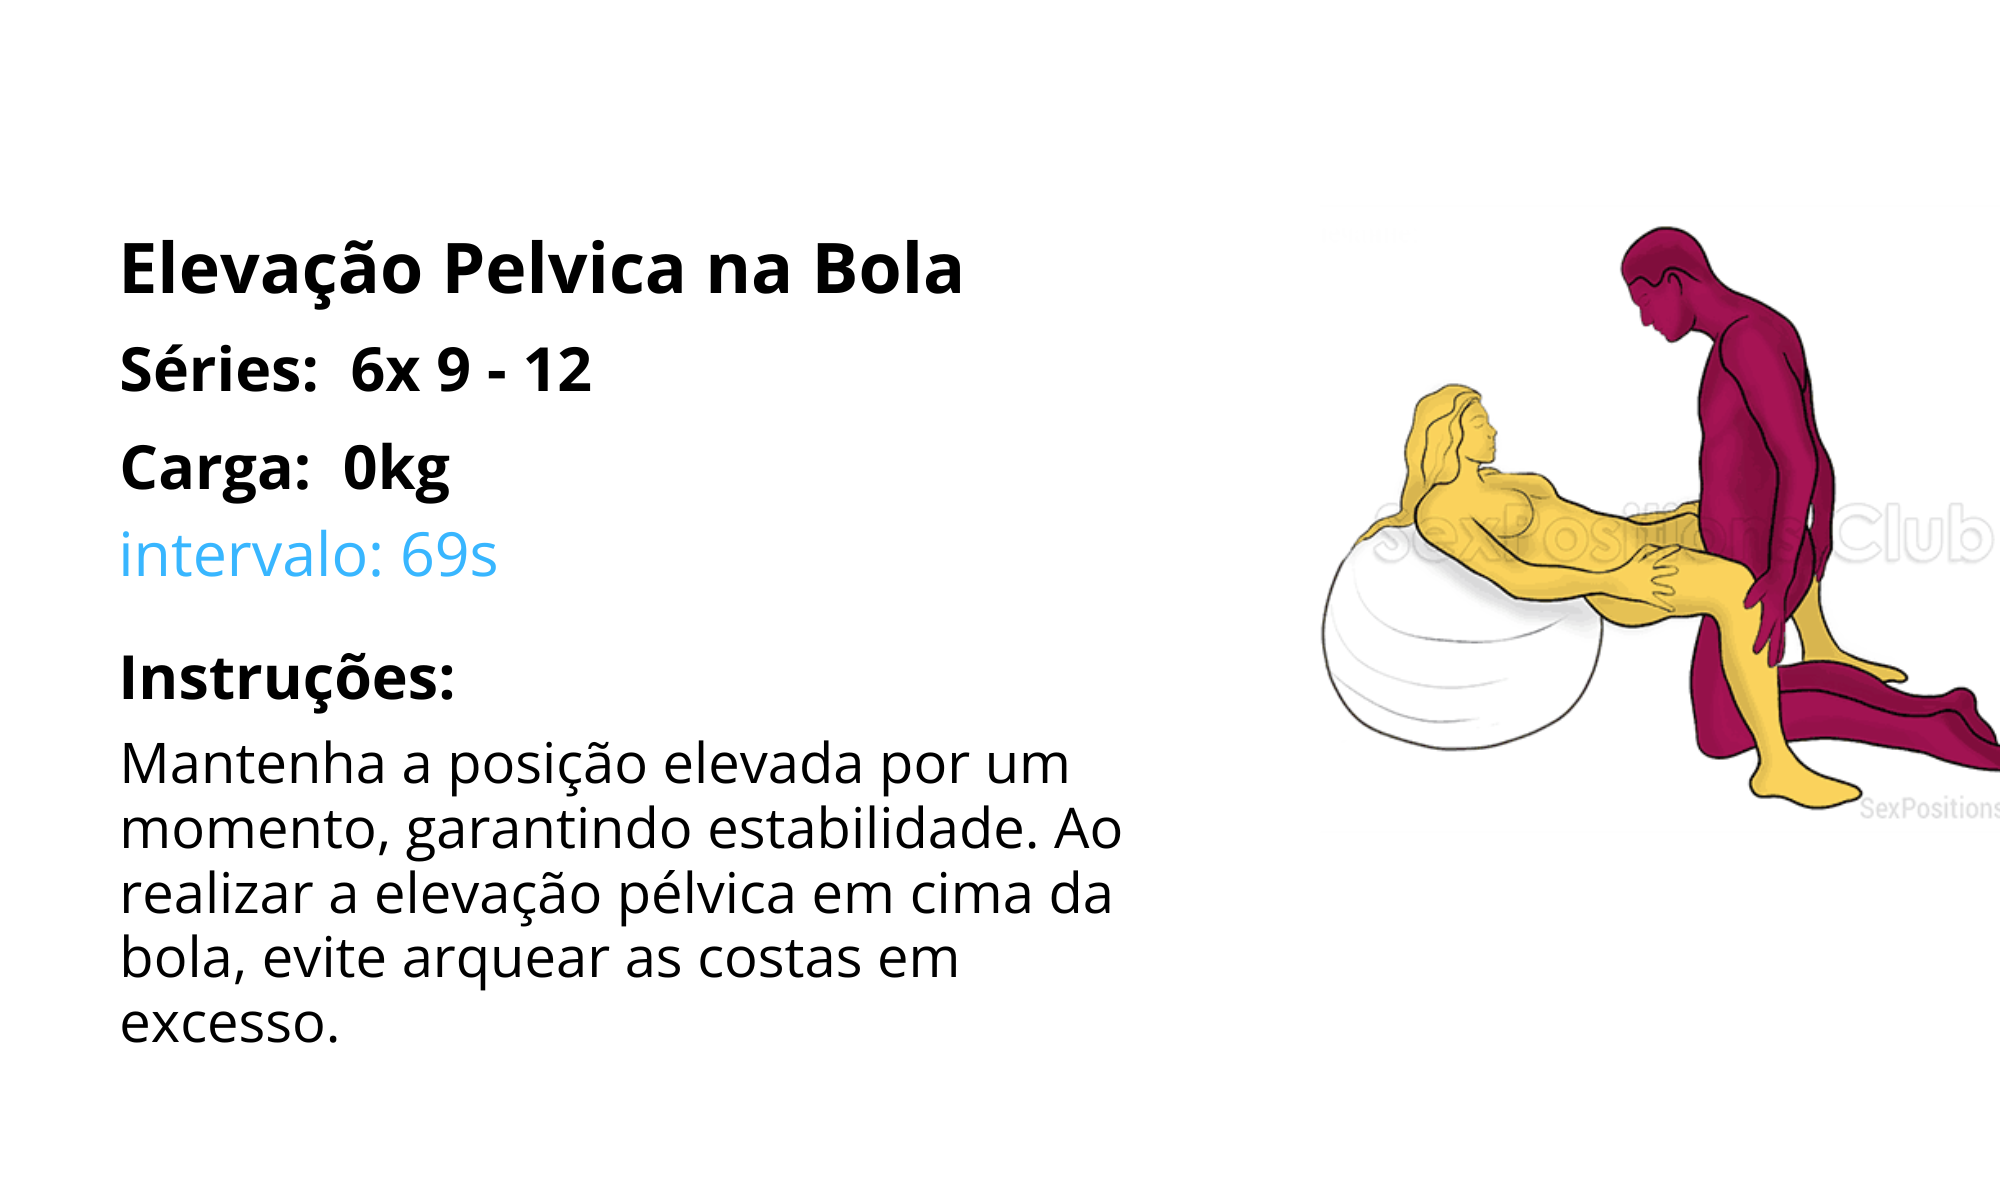 Elevação Pelvica na Bola
Séries: 6x 9 - 12
Carga: 0kg
intervalo: 69s
Instruções:
Mantenha a posição elevada por um
momento, garantindo estabilidade. Ao
realizar a elevação pélvica em cima da
bola, evite arquear as costas em
excesso.
SexPositions Club
SexPositions